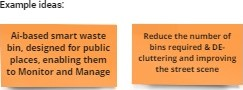 Example ideas:
Ai-based smart waste
bin, designed for public
places, enabling them
to Monitor and Manage
Reduce the number of
bins required & DE-
cluttering and improving
the street scene